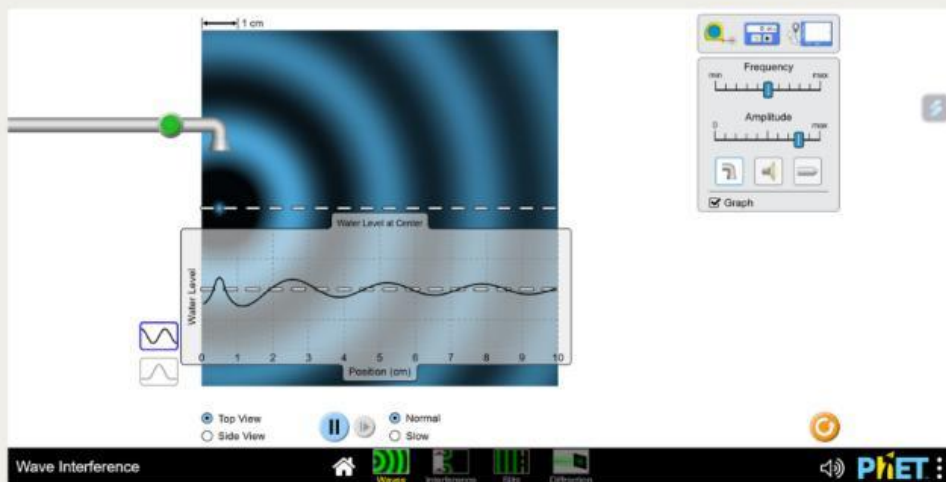 1 cm
Frequency
min
max
Amplitude
0
max
Graph
Water Level at Center
Water Level
0 1 2 3 4 5 6 7 8 9 10
Position (cm)
Top View
Side View
Normal
Slow
Wave Interference
Waves
Interference
Slits
Diffraction
PhET